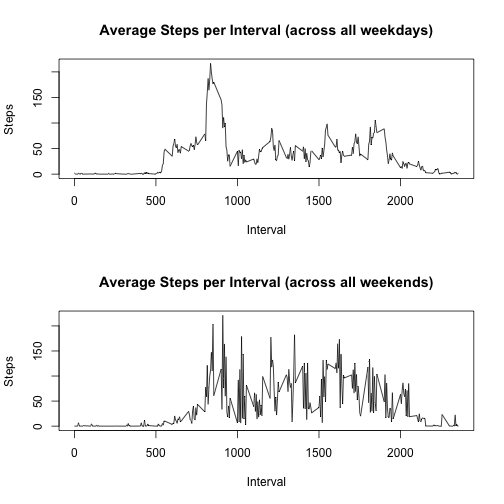 Average Steps per Interval (across all weekdays)
Steps
0
50
150
0
500
1000
1500
2000
Interval
Average Steps per Interval (across all weekends)
Steps
0
50
150
0
500
1000
1500
2000
Interval